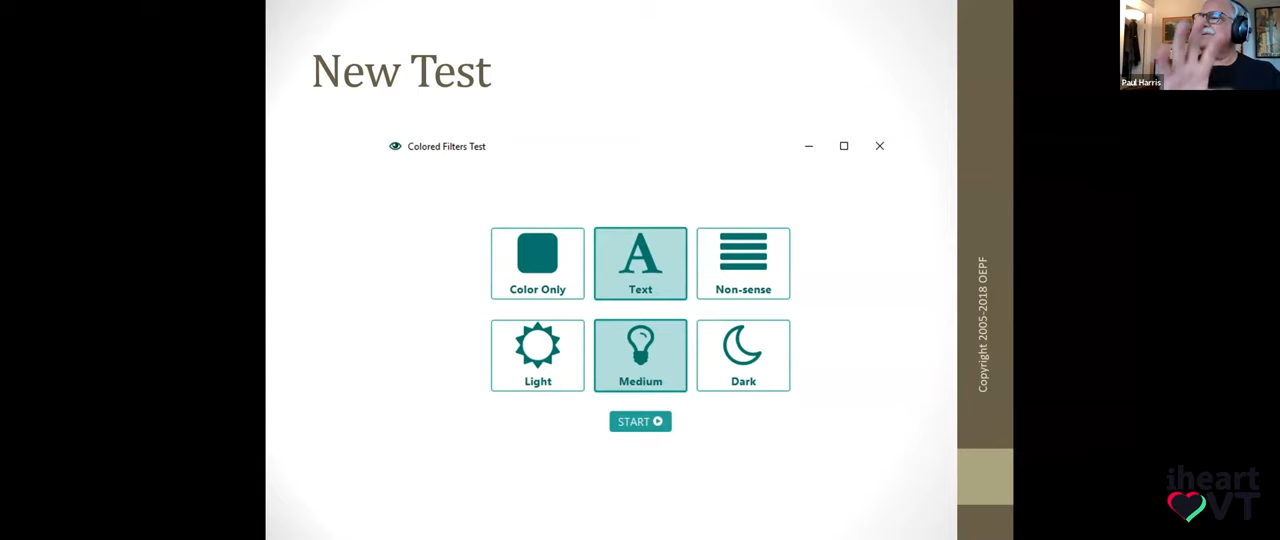 New Test
Paul Harris
Colored Filters Test
Color Only
Text
Non-sense
Light
Medium
Dark
START
Copyright 2005-2018 OEPF
iheart
VT